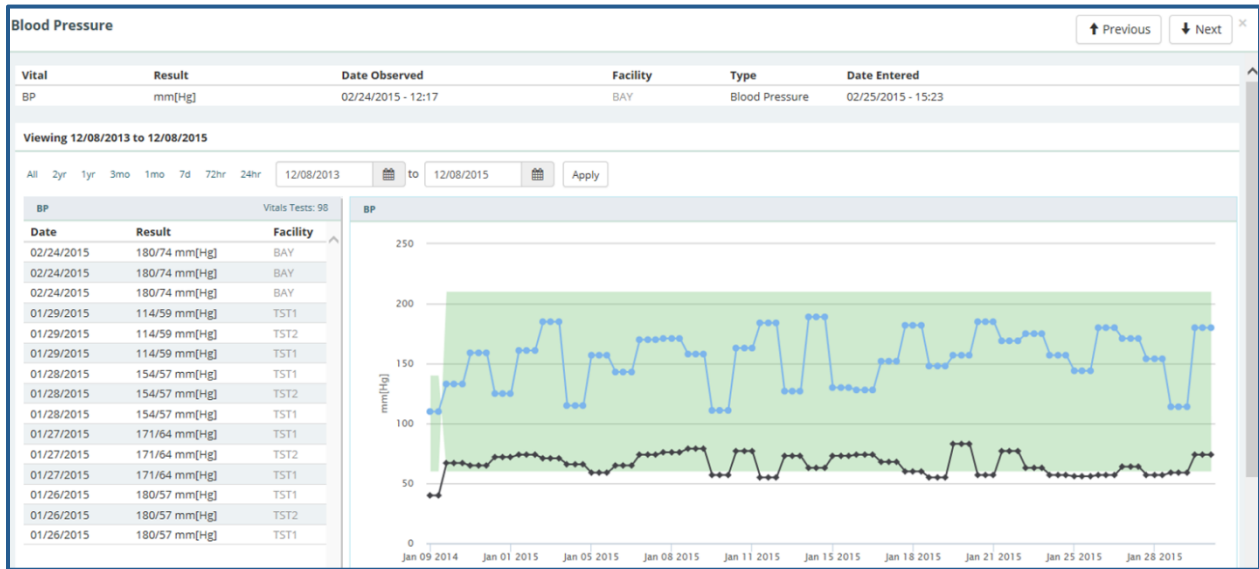 Blood Pressure
Previous
Next
×
Vital Result Date Observed Facility Type Date Entered
BP mm[Hg] 02/24/2015 - 12:17 BAY Blood Pressure 02/25/2015 - 15:23
Viewing 12/08/2013 to 12/08/2015
All 2yr 1yr 3mo 1mo 7d 72hr 24hr 12/08/2013 to 12/08/2015 Apply
BP Vitals Tests: 98
Date Result Facility
02/24/2015 180/74 mm[Hg] BAY
02/24/2015 180/74 mm[Hg] BAY
02/24/2015 180/74 mm[Hg] BAY
01/29/2015 114/59 mm[Hg] TST1
01/29/2015 114/59 mm[Hg] TST2
01/29/2015 114/59 mm[Hg] TST1
01/28/2015 154/57 mm[Hg] TST1
01/28/2015 154/57 mm[Hg] TST2
01/28/2015 154/57 mm[Hg] TST1
01/27/2015 171/64 mm[Hg] TST1
01/27/2015 171/64 mm[Hg] TST2
01/27/2015 171/64 mm[Hg] TST1
01/26/2015 180/57 mm[Hg] TST1
01/26/2015 180/57 mm[Hg] TST2
01/26/2015 180/57 mm[Hg] TST1
BP
250
200
150
100
50
0
mm[Hg]
Jan 09 2014 Jan 01 2015 Jan 05 2015 Jan 08 2015 Jan 11 2015 Jan 15 2015 Jan 18 2015 Jan 21 2015 Jan 25 2015 Jan 28 2015